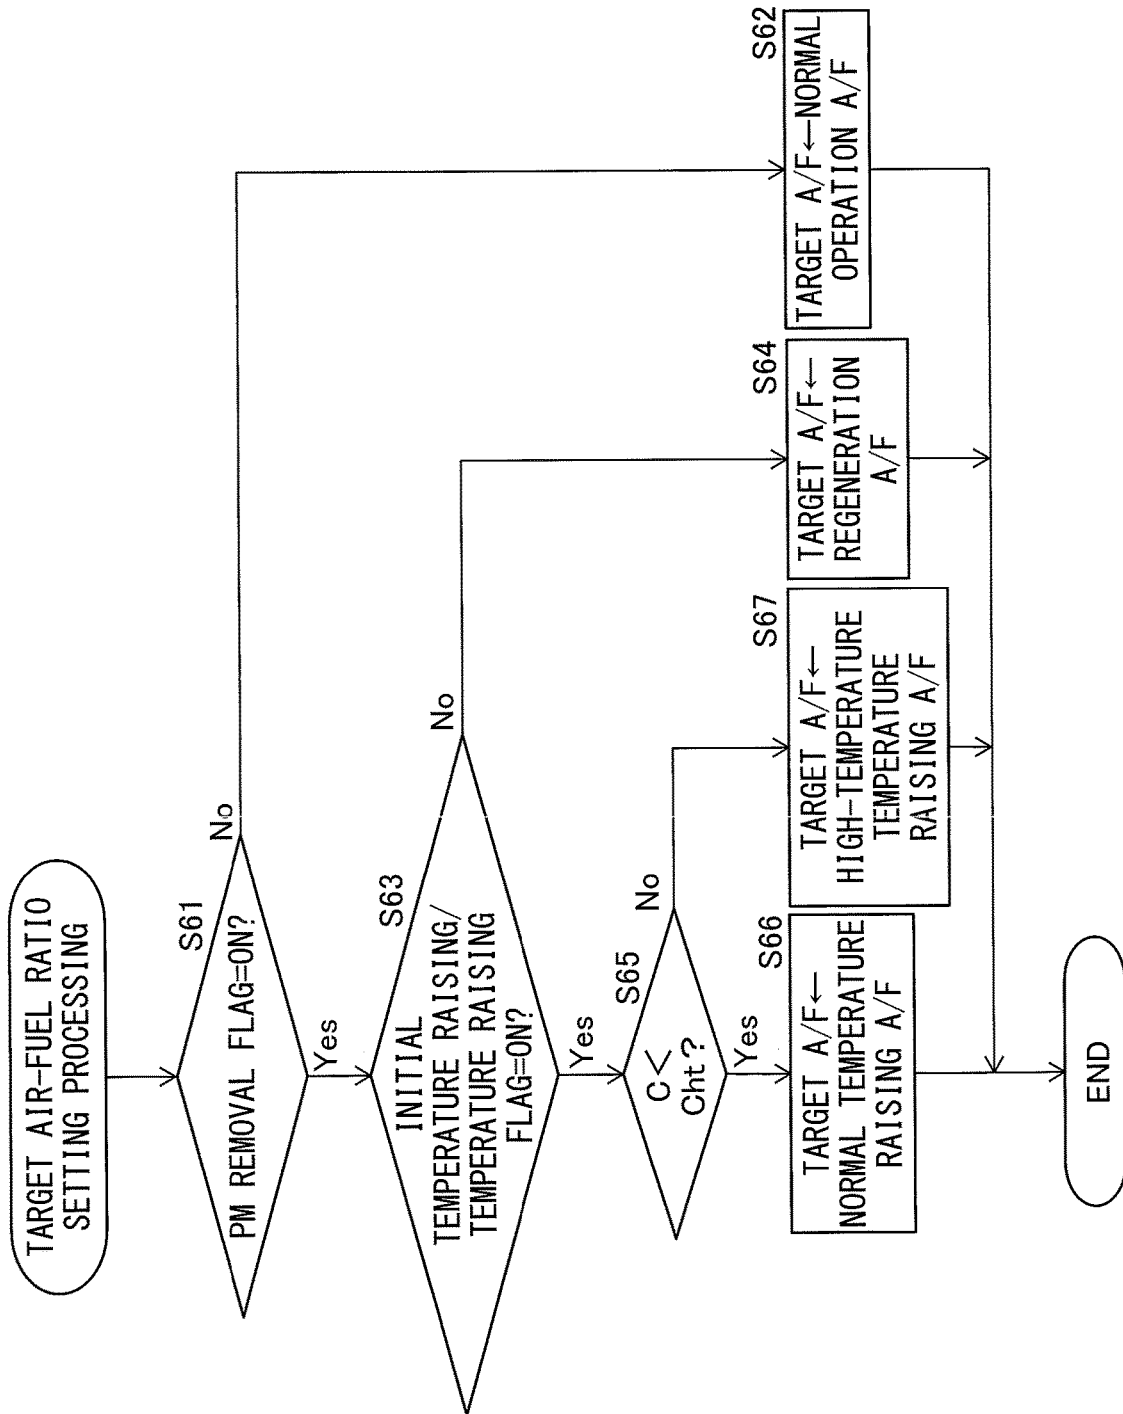 TARGET AIR-FUEL RATIO
SETTING PROCESSING
S61
PM REMOVAL FLAG=ON?
No
Yes
S63
INITIAL
TEMPERATURE RAISING/
TEMPERATURE RAISING
FLAG=ON?
No
Yes
S65
C<
Cht?
No
Yes
S66
TARGET A/F←
NORMAL TEMPERATURE
RAISING A/F
S67
TARGET A/F←
HIGH-TEMPERATURE
TEMPERATURE
RAISING A/F
S64
TARGET A/F←
REGENERATION
A/F
S62
TARGET A/F←NORMAL
OPERATION A/F
END